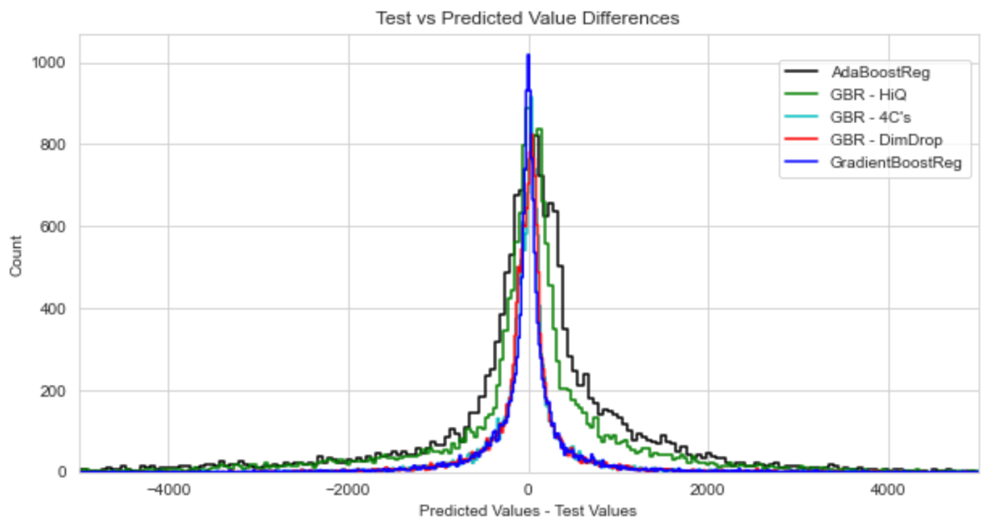 Test vs Predicted Value Differences
1000
800
600
400
200
0
Count
AdaBoostReg
GBR - HiQ
GBR - 4C's
GBR - DimDrop
GradientBoostReg
−4000 −2000 0 2000 4000
Predicted Values - Test Values